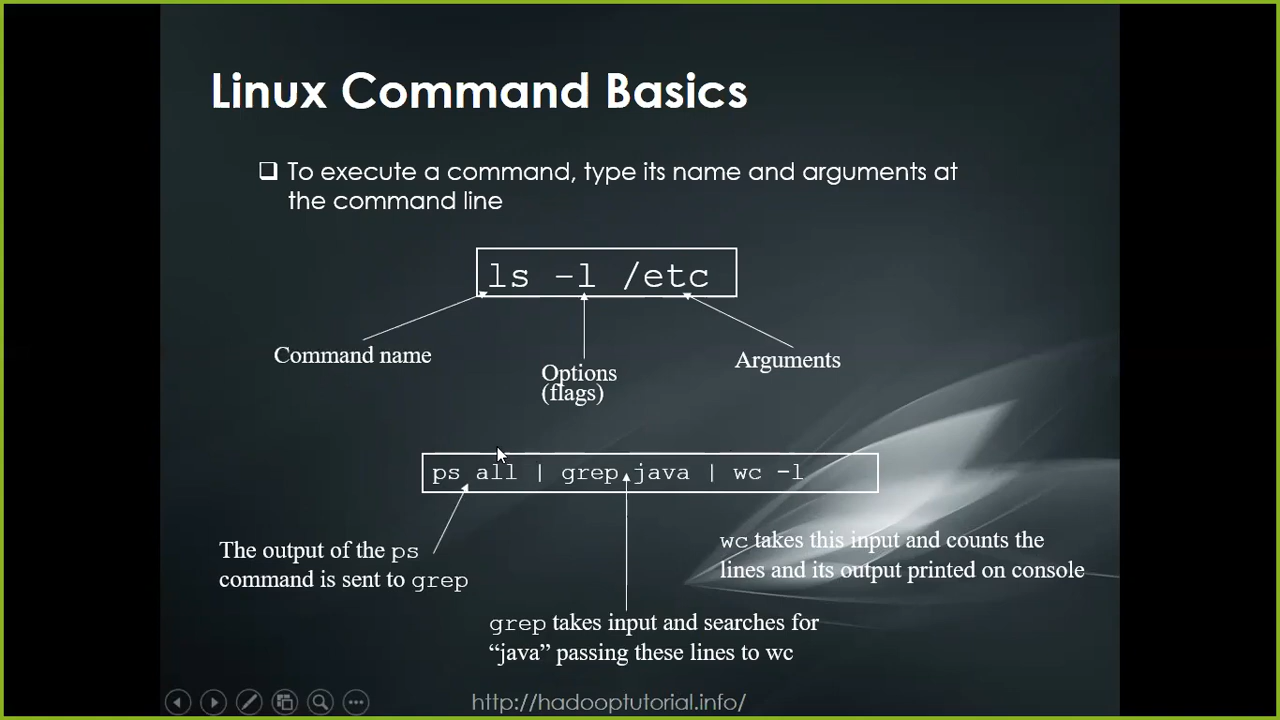 Linux Command Basics
❑ To execute a command, type its name and arguments at
the command line
ls -l /etc
Command name
Options
(flags)
Arguments
ps all | grep java | wc -l
The output of the ps
command is sent to grep
wc takes this input and counts the
lines and its output printed on console
grep takes input and searches for
“java” passing these lines to wc
http://hadooptutorial.info/